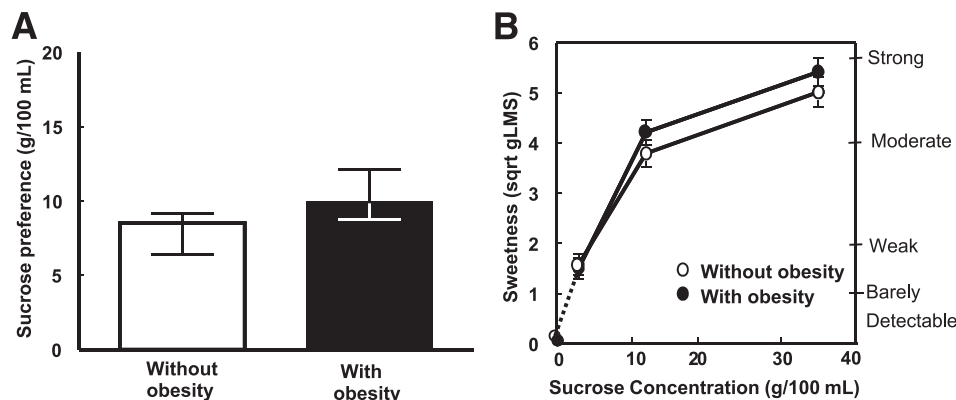 A
Sucrose preference (g/100 mL)
20
15
10
5
0
Without
obesity
With
obesity
B
Sweetness (sqrt gLMS)
6
5
4
3
2
1
0
0
10
20
30
40
Sucrose Concentration (g/100 mL)
Without obesity
With obesity
Strong
Moderate
Weak
Barely
Detectable